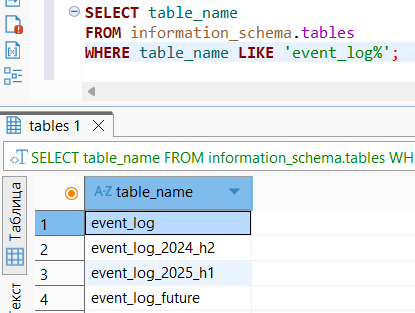 SELECT table_name
FROM information_schema.tables
WHERE table_name LIKE 'event_log%';
tables 1
SELECT table_name FROM information_schema.tables WH
Таблица
A-Z table_name
1 event_log
2 event_log_2024_h2
3 event_log_2025_h1
4 event_log_future
екст